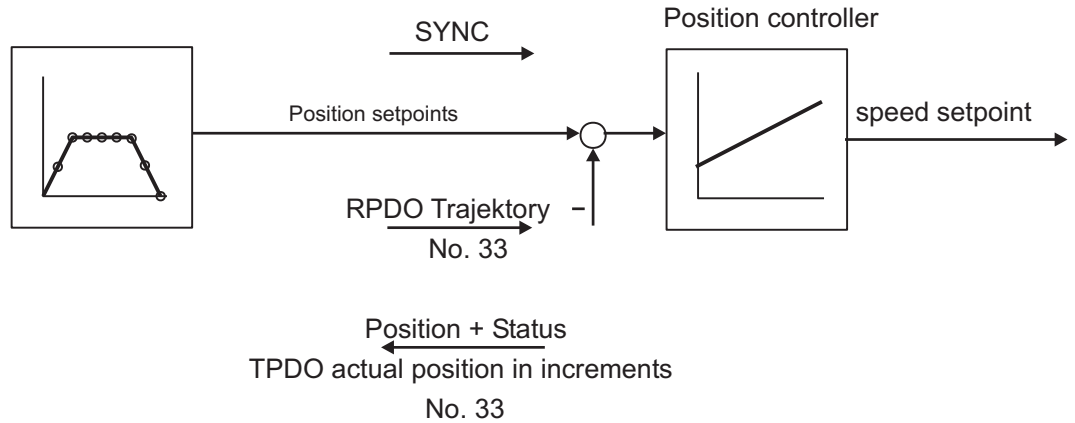 Position controller
SYNC
Position setpoints
speed setpoint
RPDO Trajektory –
No. 33
Position + Status
TPDO actual position in increments
No. 33